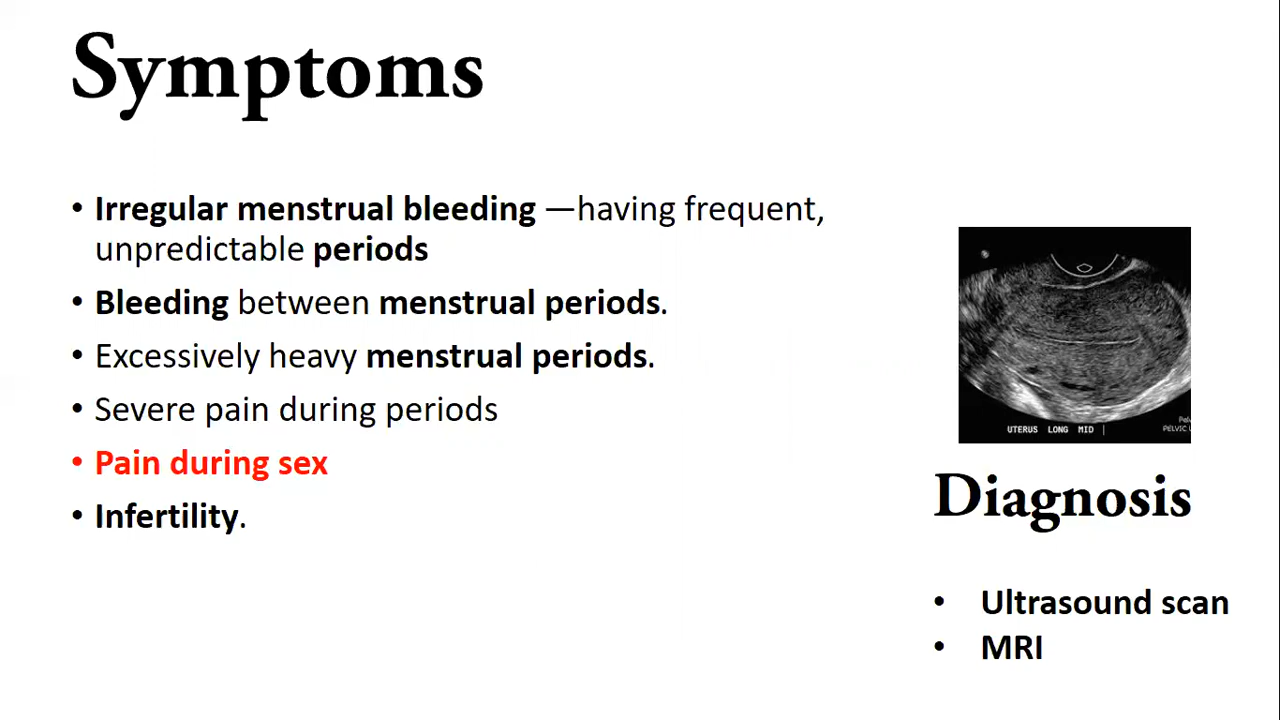 Symptoms
• Irregular menstrual bleeding —having frequent,
unpredictable periods
• Bleeding between menstrual periods.
• Excessively heavy menstrual periods.
• Severe pain during periods
• Pain during sex
• Infertility.
UTERUS LONG MID
PELVIC
Diagnosis
• Ultrasound scan
• MRI